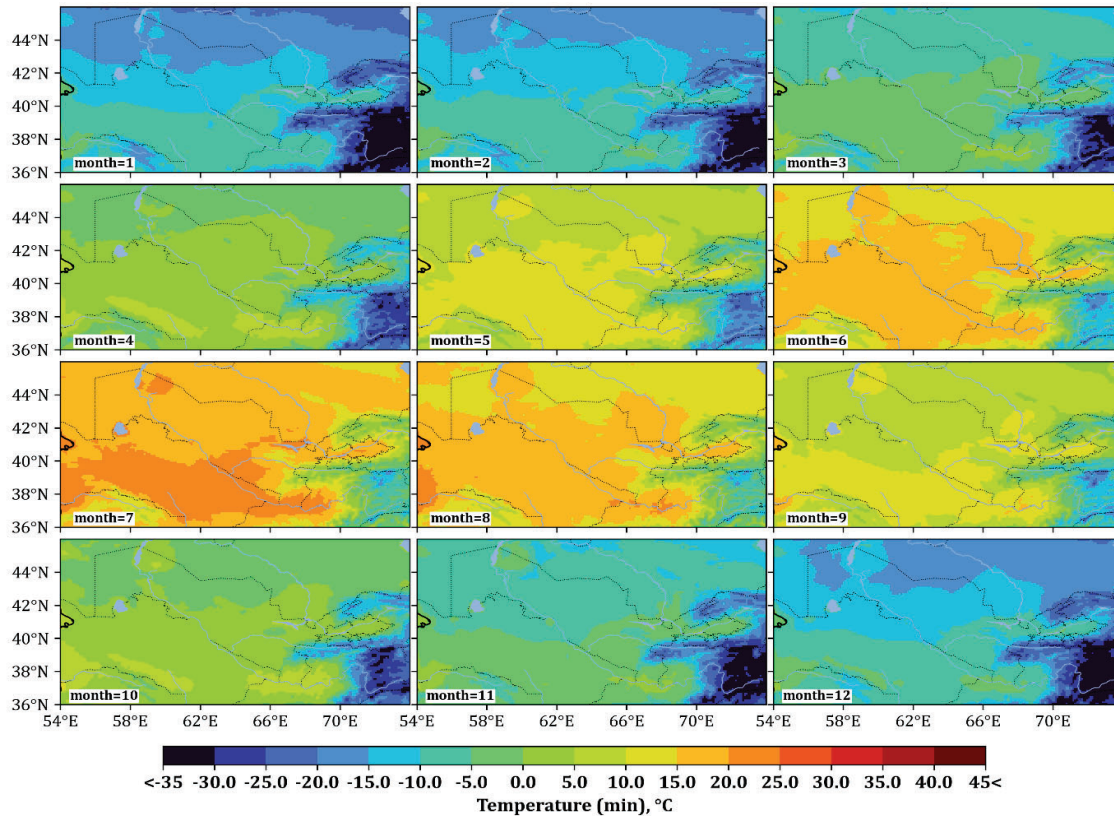 44°N
42°N
40°N
38°N
36°N
month=1
month=2
month=3
44°N
42°N
40°N
38°N
36°N
month=4
month=5
month=6
44°N
42°N
40°N
38°N
36°N
month=7
month=8
month=9
44°N
42°N
40°N
38°N
36°N
month=10
month=11
month=12
54°E 58°E 62°E 66°E 70°E 54°E 58°E 62°E 66°E 70°E 54°E 58°E 62°E 66°E 70°E
<-35 -30.0 -25.0 -20.0 -15.0 -10.0 -5.0 0.0 5.0 10.0 15.0 20.0 25.0 30.0 35.0 40.0 45<
Temperature (min), °C